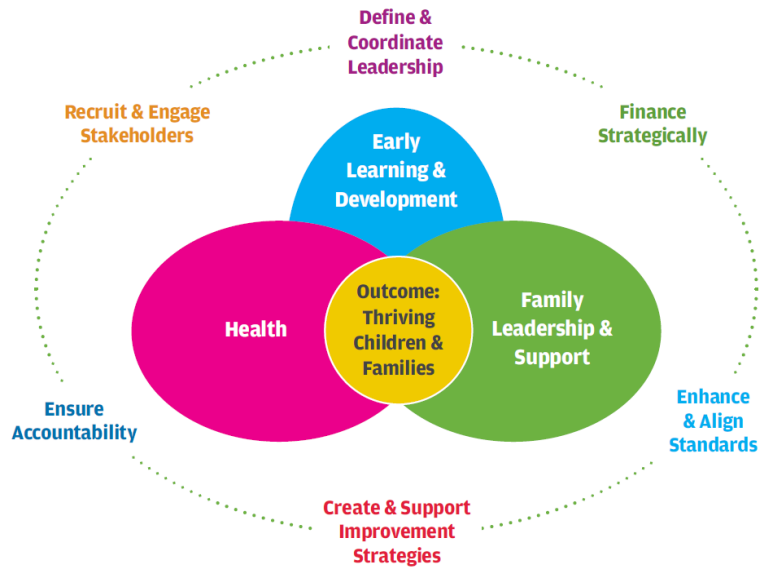 Define &
Coordinate
Leadership
Recruit & Engage
Stakeholders
Finance
Strategically
Early
Learning &
Development
Health
Outcome:
Thriving
Children &
Families
Family
Leadership &
Support
Ensure
Accountability
Enhance
& Align
Standards
Create & Support
Improvement
Strategies